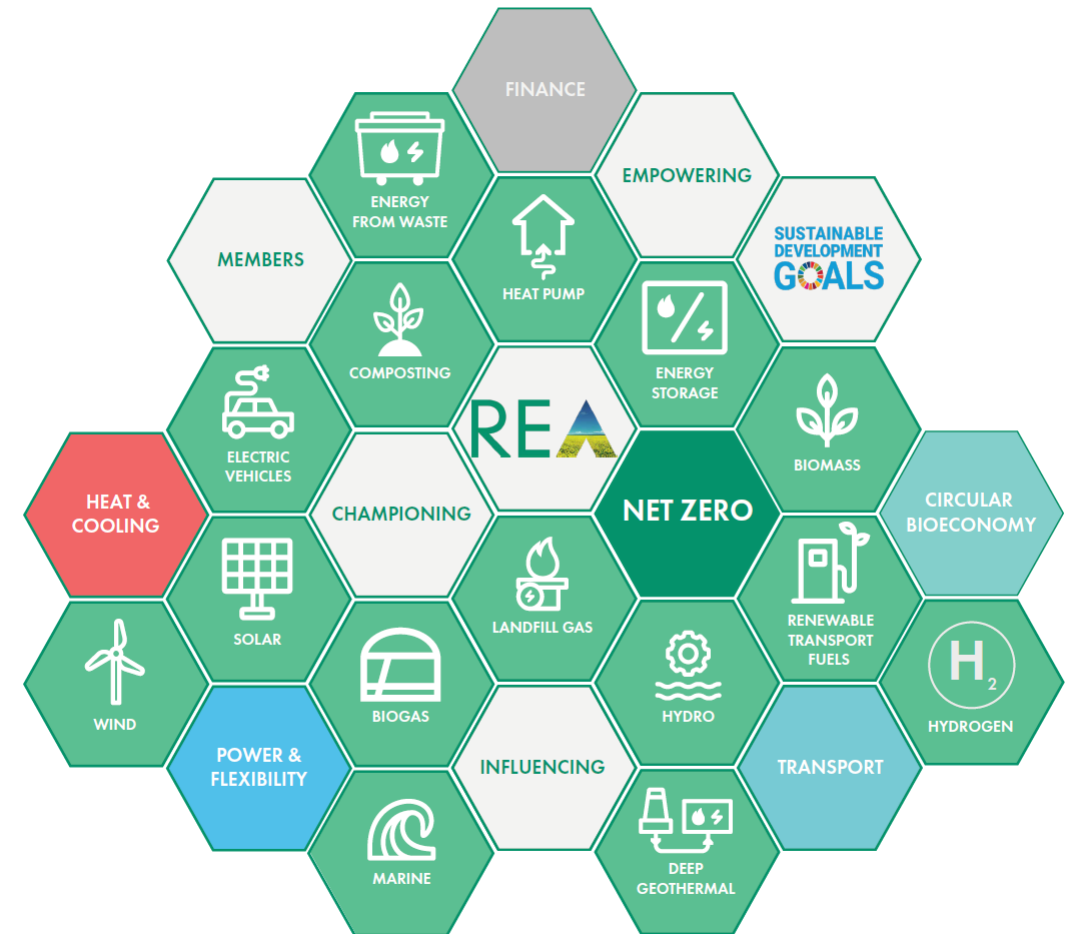 FINANCE
ENERGY
FROM WASTE
EMPOWERING
MEMBERS
HEAT PUMP
SUSTAINABLE
DEVELOPMENT
GOALS
COMPOSTING
ENERGY
STORAGE
ELECTRIC
VEHICLES
REA
BIOMASS
HEAT &
COOLING
CHAMPIONING
NET ZERO
CIRCULAR
BIOECONOMY
SOLAR
LANDFILL GAS
RENEWABLE
TRANSPORT
FUELS
WIND
BIOGAS
HYDRO
H2
HYDROGEN
POWER &
FLEXIBILITY
INFLUENCING
TRANSPORT
MARINE
DEEP
GEOTHERMAL